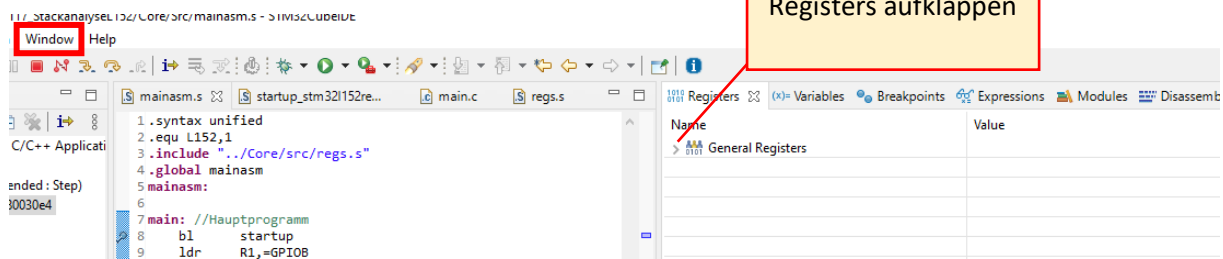 Registers aufklappen
117 StackanalyseL152/Core/Src/mainasm.s - STM32CubeIDE
Window Help
mainasm.s startup_stm32l152re... main.c regs.s
Registers (x)= Variables Breakpoints Expressions Modules Disassemb
C/C++ Applicati
ended : Step)
30030e4
1 .syntax unified
2 .equ L152,1
3 .include "../Core/src/regs.s"
4 .global mainasm
5 mainasm:
6
7 main: //Hauptprogramm
8 bl startup
9 ldr R1,=GPIOB
Name Value
General Registers